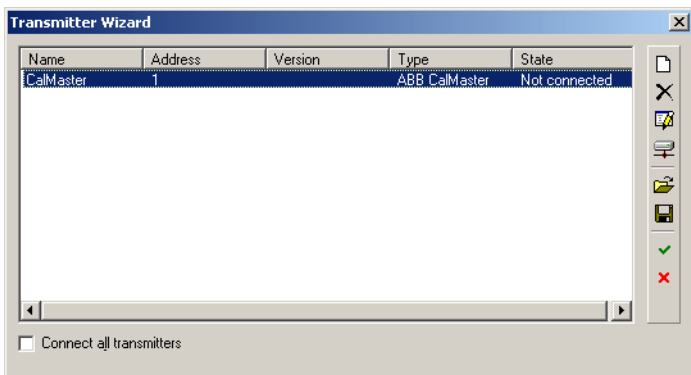 Transmitter Wizard
Name Address Version Type State
CalMaster 1 ABB CalMaster Not connected
Connect all transmitters